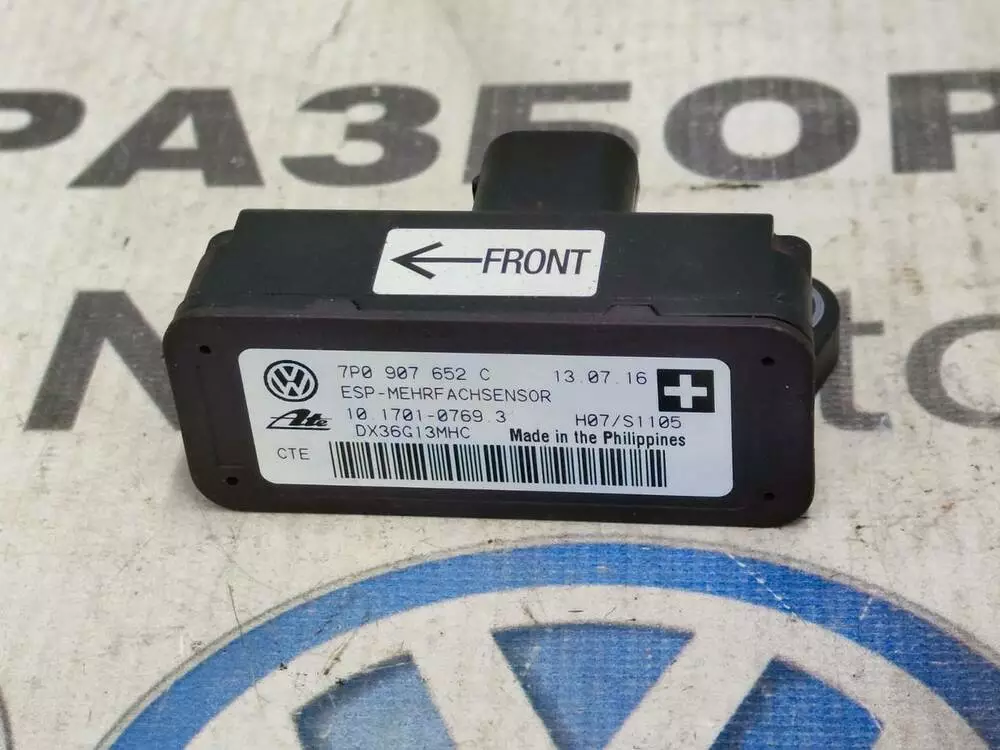 РАЗБОР
←FRONT
7P0 907 652 C 13.07.16
ESP-MEHRFACHSENSOR
Ate 10.1701-0769.3 H07/S1105
DX36G13MHC Made in the Philippines
CTE